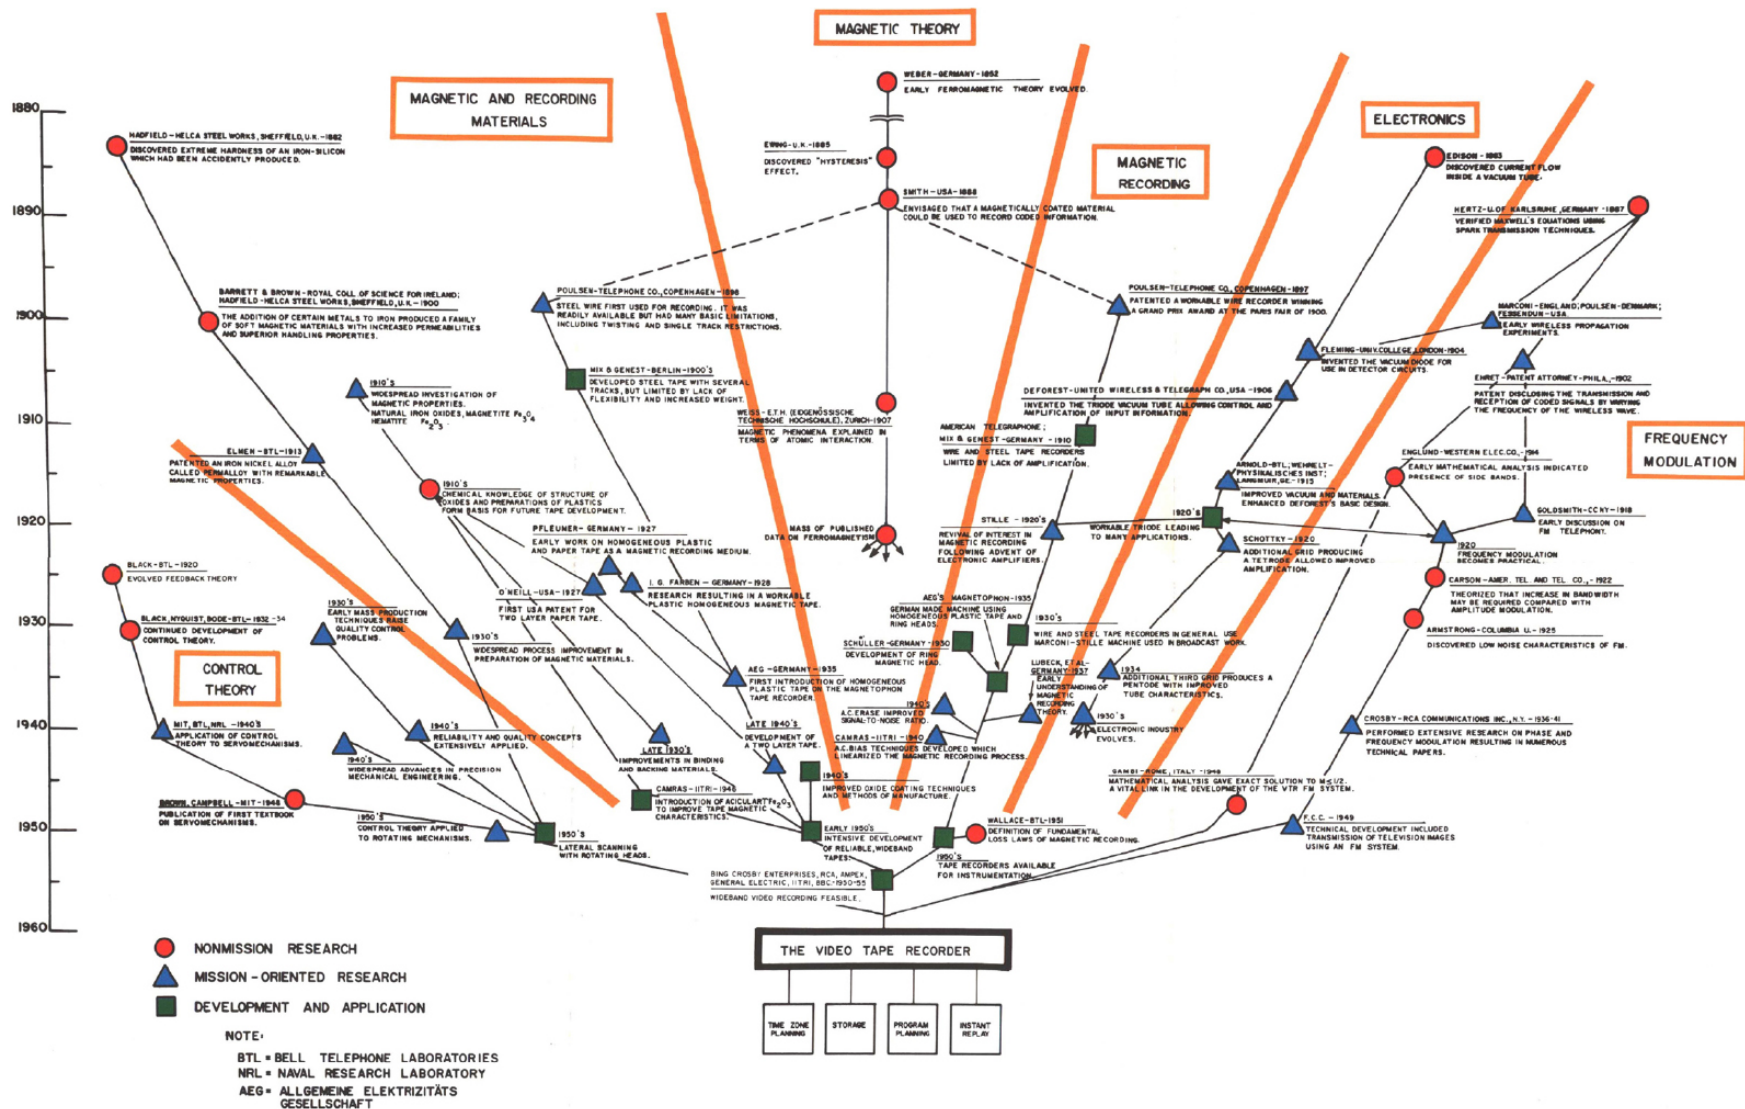 MAGNETIC THEORY
WEBER-GERMANY-1852
EARLY FERROMAGNETIC THEORY EVOLVED.
MAGNETIC AND RECORDING
MATERIALS
ELECTRONICS
1880
HADFIELD-HELCA STEEL WORKS, SHEFFIELD, U.K.-1882
DISCOVERED EXTREME HARDNESS OF AN IRON-SILICON
WHICH HAD BEEN ACCIDENTLY PRODUCED.
EWING-U.K.-1885
DISCOVERED "HYSTERESIS"
EFFECT.
MAGNETIC
RECORDING
EDISON-1883
DISCOVERED CURRENT FLOW
INSIDE A VACUUM TUBE.
SMITH-USA-1888
ENVISAGED THAT A MAGNETICALLY COATED MATERIAL
COULD BE USED TO RECORD CODED INFORMATION.
1890
HERTZ-U.OF KARLSRUHE, GERMANY-1887
VERIFIED MAXWELL'S EQUATIONS USING
SPARK TRANSMISSION TECHNIQUES.
BARRETT & BROWN-ROYAL COLL. OF SCIENCE FOR IRELAND;
HADFIELD-HELCA STEEL WORKS, SHEFFIELD, U.K.-1900
THE ADDITION OF CERTAIN METALS TO IRON PRODUCED A FAMILY
OF SOFT MAGNETIC MATERIALS WITH INCREASED PERMEABILITIES
AND SUPERIOR HANDLING PROPERTIES.
POULSEN-TELEPHONE CO., COPENHAGEN-1898
STEEL WIRE FIRST USED FOR RECORDING. IT WAS
READILY AVAILABLE BUT HAD MANY BASIC LIMITATIONS,
INCLUDING TWISTING AND SINGLE TRACK RESTRICTIONS.
POULSEN-TELEPHONE CO., COPENHAGEN-1897
PATENTED A WORKABLE WIRE RECORDER WINNING
A GRAND PRIX AWARD AT THE PARIS FAIR OF 1900.
MARCONI-ENGLAND; POULSEN-DENMARK;
FESSENDUN-USA.
EARLY WIRELESS PROPAGATION
EXPERIMENTS.
1900
FLEMING-UNIV. COLLEGE, LONDON-1904
INVENTED THE VACUUM DIODE FOR
USE IN DETECTOR CIRCUITS.
EHRET-PATENT ATTORNEY-PHILA.,-1902
PATENT DISCLOSING THE TRANSMISSION AND
RECEPTION OF CODED SIGNALS BY VARYING
THE FREQUENCY OF THE WIRELESS WAVE.
1910'S
WIDESPREAD INVESTIGATION OF
MAGNETIC PROPERTIES.
NATURAL IRON OXIDES, MAGNETITE Fe3O4
HEMATITE Fe2O3.
MIX & GENEST-BERLIN-1900'S
DEVELOPED STEEL TAPE WITH SEVERAL
TRACKS, BUT LIMITED BY LACK OF
FLEXIBILITY AND INCREASED WEIGHT.
WEISS-E.T.H. (EIDGENÖSSISCHE
TECHNISCHE HOCHSCHULE), ZURICH-1907
MAGNETIC PHENOMENA EXPLAINED IN
TERMS OF ATOMIC INTERACTION.
DEFOREST-UNITED WIRELESS & TELEGRAPH CO., USA-1906
INVENTED THE TRIODE VACUUM TUBE ALLOWING CONTROL AND
AMPLIFICATION OF INPUT INFORMATION.
1910
AMERICAN TELEGRAPHONE;
MIX & GENEST-GERMANY-1910
WIRE AND STEEL TAPE RECORDERS
LIMITED BY LACK OF AMPLIFICATION.
FREQUENCY
MODULATION
ELMEN-BTL-1913
PATENTED AN IRON NICKEL ALLOY
CALLED PERMALLOY WITH REMARKABLE
MAGNETIC PROPERTIES.
ENGLUND-WESTERN ELEC.CO.,-1914
EARLY MATHEMATICAL ANALYSIS INDICATED
PRESENCE OF SIDE BANDS.
ARNOLD-BTL; WEHNELT-
PHYSIKALISCHES INST;
LANGMUIR, GE.-1915
IMPROVED VACUUM AND MATERIALS.
ENHANCED DEFOREST'S BASIC DESIGN.
1910'S
CHEMICAL KNOWLEDGE OF STRUCTURE OF
OXIDES AND PREPARATIONS OF PLASTICS
FORM BASIS FOR FUTURE TAPE DEVELOPMENT.
GOLDSMITH-CCNY-1918
EARLY DISCUSSION ON
FM TELEPHONY.
1920
PFLEUMER-GERMANY-1927
EARLY WORK ON HOMOGENEOUS PLASTIC
AND PAPER TAPE AS A MAGNETIC RECORDING MEDIUM.
MASS OF PUBLISHED
DATA ON FERROMAGNETISM
STILLE-1920'S
REVIVAL OF INTEREST IN
MAGNETIC RECORDING
FOLLOWING ADVENT OF
ELECTRONIC AMPLIFIERS.
1920'S
WORKABLE TRIODE LEADING
TO MANY APPLICATIONS.
SCHOTTKY-1920
ADDITIONAL GRID PRODUCING
A TETRODE ALLOWED IMPROVED
AMPLIFICATION.
1920
FREQUENCY MODULATION
BECOMES PRACTICAL.
BLACK-BTL-1920
EVOLVED FEEDBACK THEORY
O'NEILL-USA-1927
FIRST USA PATENT FOR
TWO LAYER PAPER TAPE.
I. G. FARBEN-GERMANY-1928
RESEARCH RESULTING IN A WORKABLE
PLASTIC HOMOGENEOUS MAGNETIC TAPE.
CARSON-AMER. TEL. AND TEL CO.,-1922
THEORIZED THAT INCREASE IN BANDWIDTH
MAY BE REQUIRED COMPARED WITH
AMPLITUDE MODULATION.
1930
BLACK, NYQUIST, BODE-BTL-1932-34
CONTINUED DEVELOPMENT OF
CONTROL THEORY.
1930'S
EARLY MASS PRODUCTION
TECHNIQUES RAISE
QUALITY CONTROL
PROBLEMS.
1930'S
WIDESPREAD PROCESS IMPROVEMENT IN
PREPARATION OF MAGNETIC MATERIALS.
AEG'S MAGNETOPHON-1935
GERMAN MADE MACHINE USING
HOMOGENEOUS PLASTIC TAPE AND
RING HEADS.
1930'S
WIRE AND STEEL TAPE RECORDERS IN GENERAL USE
MARCONI-STILLE MACHINE USED IN BROADCAST WORK.
SCHÜLLER-GERMANY-1930
DEVELOPMENT OF RING
MAGNETIC HEAD.
ARMSTRONG-COLUMBIA U.-1925
DISCOVERED LOW NOISE CHARACTERISTICS OF FM.
CONTROL
THEORY
AEG-GERMANY-1935
FIRST INTRODUCTION OF HOMOGENEOUS
PLASTIC TAPE ON THE MAGNETOPHON
TAPE RECORDER.
LUBECK, ET AL-
GERMANY-1937
EARLY
UNDERSTANDING OF
MAGNETIC
RECORDING
THEORY.
1934
ADDITIONAL THIRD GRID PRODUCES A
PENTODE WITH IMPROVED
TUBE CHARACTERISTICS.
1940
MIT, BTL, NRL-1940'S
APPLICATION OF CONTROL
THEORY TO SERVOMECHANISMS.
1940'S
RELIABILITY AND QUALITY CONCEPTS
EXTENSIVELY APPLIED.
LATE 1930'S
IMPROVEMENTS IN BINDING
AND BACKING MATERIALS.
LATE 1940'S
DEVELOPMENT OF
A TWO LAYER TAPE.
1940'S
A.C. ERASE IMPROVED
SIGNAL-TO-NOISE RATIO.
CAMRAS-IITRI-1940
A.C. BIAS TECHNIQUES DEVELOPED WHICH
LINEARIZED THE MAGNETIC RECORDING PROCESS.
1930'S
ELECTRONIC INDUSTRY
EVOLVES.
CROSBY-RCA COMMUNICATIONS INC., N.Y.-1936-41
PERFORMED EXTENSIVE RESEARCH ON PHASE AND
FREQUENCY MODULATION RESULTING IN NUMEROUS
TECHNICAL PAPERS.
1940'S
WIDESPREAD ADVANCES IN PRECISION
MECHANICAL ENGINEERING.
1940'S
IMPROVED OXIDE COATING TECHNIQUES
AND METHODS OF MANUFACTURE.
ITALY-1948
MATHEMATICAL ANALYSIS GAVE EXACT SOLUTION TO M≤1/2.
A VITAL LINK IN THE DEVELOPMENT OF THE VTR FM SYSTEM.
BROWN, CAMPBELL-MIT-1948
PUBLICATION OF FIRST TEXTBOOK
ON SERVOMECHANISMS.
CAMRAS-IITRI-1946
INTRODUCTION OF ACICULAR Fe2O3
TO IMPROVE TAPE MAGNETIC
CHARACTERISTICS.
1950
1950'S
CONTROL THEORY APPLIED
TO ROTATING MECHANISMS.
1950'S
LATERAL SCANNING
WITH ROTATING HEADS.
EARLY 1950'S
INTENSIVE DEVELOPMENT
OF RELIABLE, WIDEBAND
TAPES.
WALLACE-BTL-1951
DEFINITION OF FUNDAMENTAL
LOSS LAWS OF MAGNETIC RECORDING.
F.C.C.-1949
TECHNICAL DEVELOPMENT INCLUDED
TRANSMISSION OF TELEVISION IMAGES
USING AN FM SYSTEM.
1950'S
TAPE RECORDERS AVAILABLE
FOR INSTRUMENTATION.
BING CROSBY ENTERPRISES, RCA, AMPEX,
GENERAL ELECTRIC, IITRI, BBC-1950-55
WIDEBAND VIDEO RECORDING FEASIBLE.
1960
THE VIDEO TAPE RECORDER
TIME ZONE
PLANNING
STORAGE
PROGRAM
PLANNING
INSTANT
REPLAY
NONMISSION RESEARCH
MISSION-ORIENTED RESEARCH
DEVELOPMENT AND APPLICATION
NOTE:
BTL = BELL TELEPHONE LABORATORIES
NRL = NAVAL RESEARCH LABORATORY
AEG = ALLGEMEINE ELEKTRIZITÄTS
GESELLSCHAFT